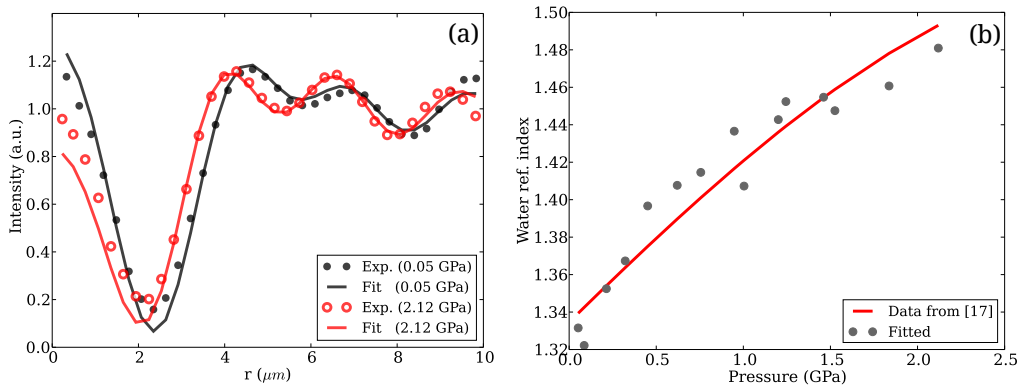 (a)
1.2
1.0
0.8
0.6
0.4
0.2
0.0
Intensity (a.u.)
0 2 4 6 8 10
r (μm)
Exp. (0.05 GPa)
Fit (0.05 GPa)
Exp. (2.12 GPa)
Fit (2.12 GPa)
(b)
1.50
1.48
1.46
1.44
1.42
1.40
1.38
1.36
1.34
1.32
Water ref. index
0.5 1.0 1.5 2.0 2.5
Pressure (GPa)
Data from [17]
Fitted